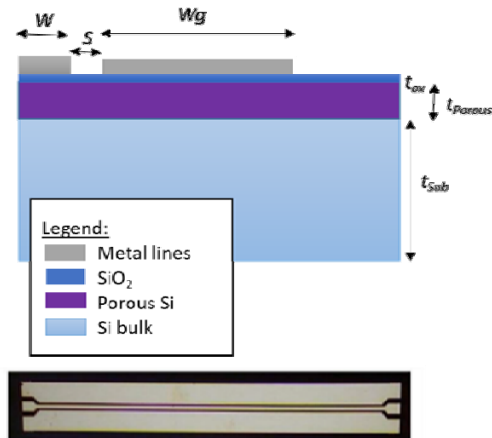 W
S
Wg
tox
tPorous
tSub
Legend:
Metal lines
SiO2
Porous Si
Si bulk